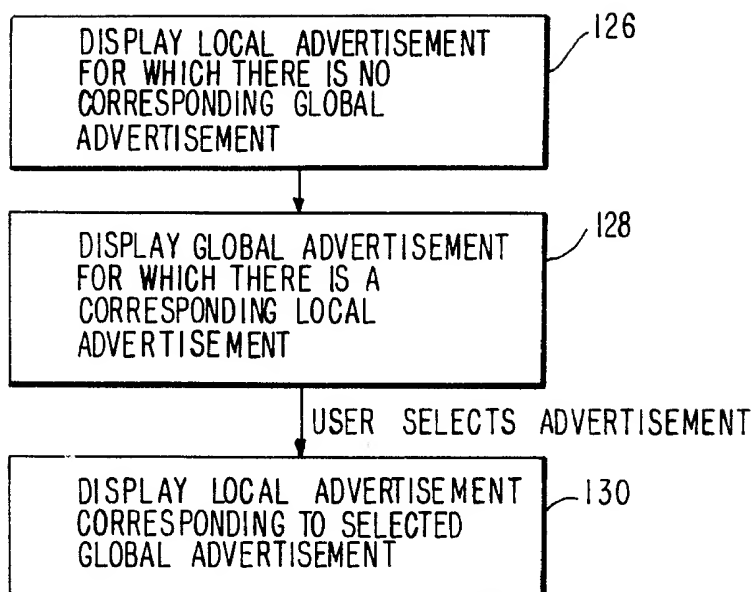 DISPLAY LOCAL ADVERTISEMENT
FOR WHICH THERE IS NO
CORRESPONDING GLOBAL
ADVERTISEMENT
126
DISPLAY GLOBAL ADVERTISEMENT
FOR WHICH THERE IS A
CORRESPONDING LOCAL
ADVERTISEMENT
128
USER SELECTS ADVERTISEMENT
DISPLAY LOCAL ADVERTISEMENT
CORRESPONDING TO SELECTED
GLOBAL ADVERTISEMENT
130